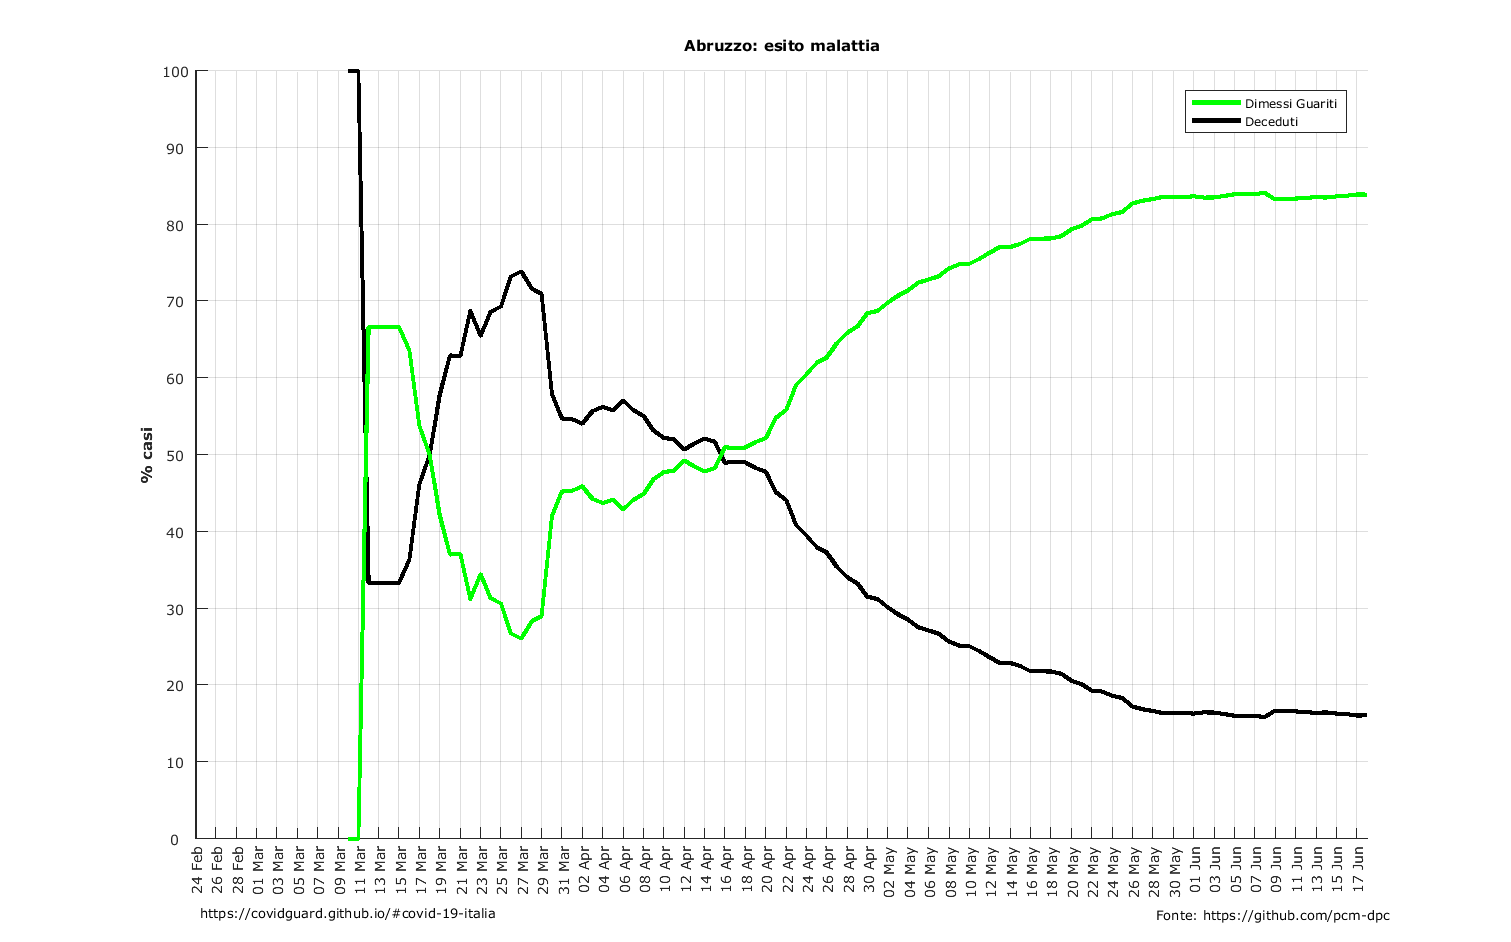 Abruzzo: esito malattia
Dimessi Guariti
Deceduti
% casi
100
90
80
70
60
50
40
30
20
10
0
24 Feb
26 Feb
28 Feb
01 Mar
03 Mar
05 Mar
07 Mar
09 Mar
11 Mar
13 Mar
15 Mar
17 Mar
19 Mar
21 Mar
23 Mar
25 Mar
27 Mar
29 Mar
31 Mar
02 Apr
04 Apr
06 Apr
08 Apr
10 Apr
12 Apr
14 Apr
16 Apr
18 Apr
20 Apr
22 Apr
24 Apr
26 Apr
28 Apr
30 Apr
02 May
04 May
06 May
08 May
10 May
12 May
14 May
16 May
18 May
20 May
22 May
24 May
26 May
28 May
30 May
01 Jun
03 Jun
05 Jun
07 Jun
09 Jun
11 Jun
13 Jun
15 Jun
17 Jun
https://covidguard.github.io/#covid-19-italia
Fonte: https://github.com/pcm-dpc